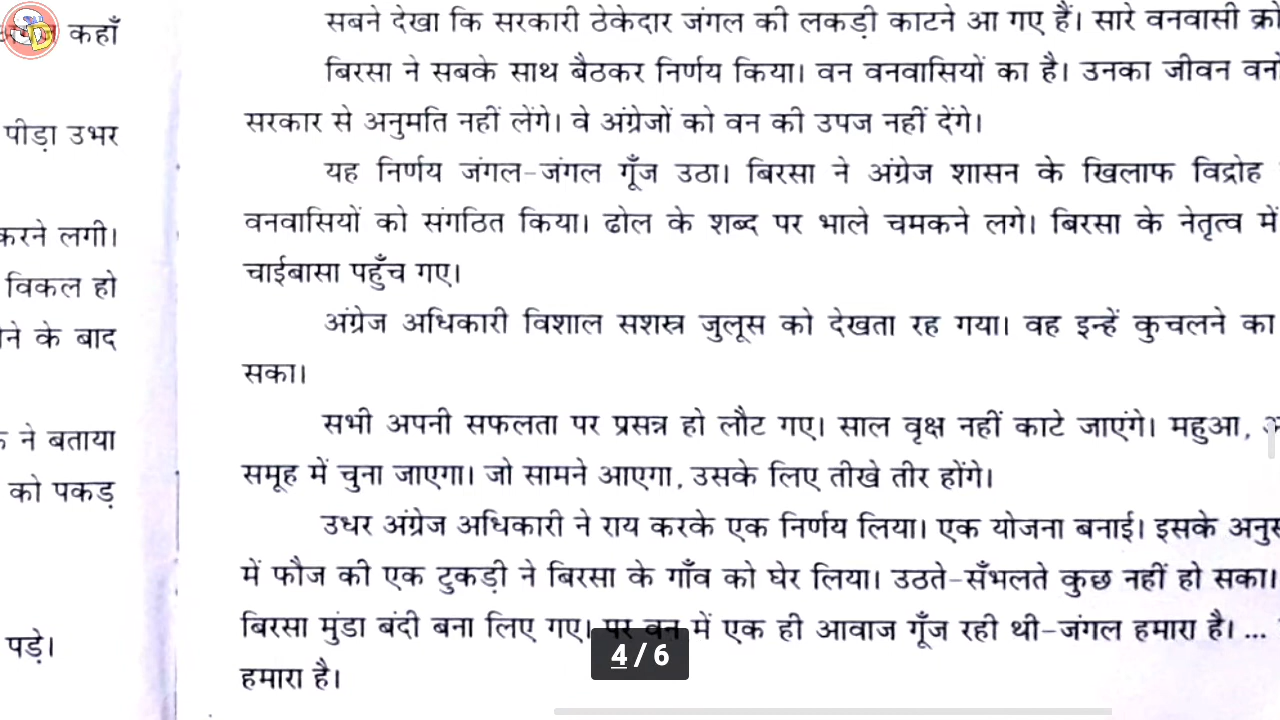 कहाँ
पीड़ा उभर
करने लगी।
विकल हो
के बाद
ने बताया
को पकड़
पड़े।
सबने देखा कि सरकारी ठेकेदार जंगल की लकड़ी काटने आ गए हैं। सारे वनवासी
बिरसा ने सबके साथ बैठकर निर्णय किया। वन वनवासियों का है। उनका जीवन
सरकार से अनुमति नहीं लेंगे। वे अंग्रेजों को वन की उपज नहीं देंगे।
यह निर्णय जंगल-जंगल गूँज उठा। बिरसा ने अंग्रेज शासन के खिलाफ विद्रोह
वनवासियों को संगठित किया। ढोल के शब्द पर भाले चमकने लगे। बिरसा के नेतृत्व में
चाईबासा पहुँच गए।
अंग्रेज अधिकारी विशाल सशस्त्र जुलूस को देखता रह गया। वह इन्हें कुचलने का
सका।
सभी अपनी सफलता पर प्रसन्न हो लौट गए। साल वृक्ष नहीं काटे जाएंगे। महुआ,
समूह में चुना जाएगा। जो सामने आएगा, उसके लिए तीखे तीर होंगे।
उधर अंग्रेज अधिकारी ने राय करके एक निर्णय लिया। एक योजना बनाई। इसके
में फौज की एक टुकड़ी ने बिरसा के गाँव को घेर लिया। उठते-सँभलते कुछ नहीं हो सका।
बिरसा मुंडा बंदी बना लिए गए। पर वन में एक ही आवाज गूँज रही थी-जंगल हमारा है। ...
हमारा है।
4 / 6